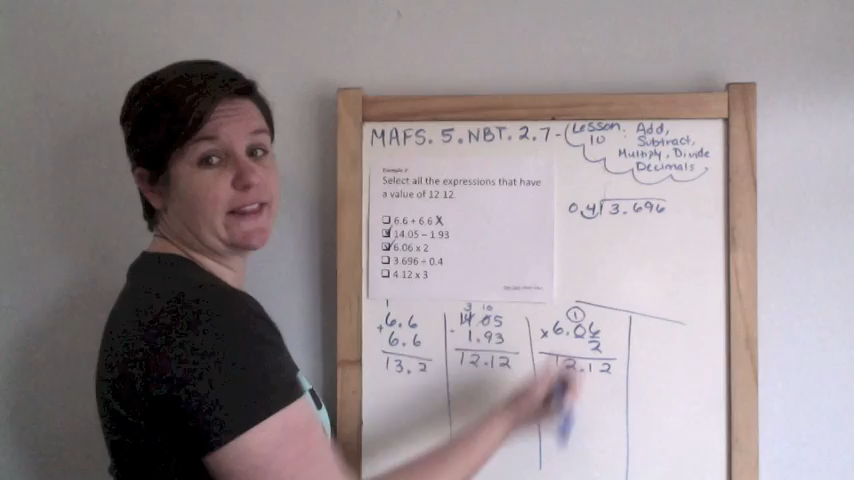 MAFS.5.NBT.2.7 - Lesson 10 : Add,
Subtract,
Multiply, Divide
Decimals
Select all the expressions that have
a value of 12.12.
6.6 + 6.6 X
14.05 – 1.93
6.06 x 2
3.696 ÷ 0.4
4.12 x 3
0.4 3.696
1
+ 6.6
6.6
13.2
3 10
14.05
- 1.93
12.12
1
x 6.06
2
12.12